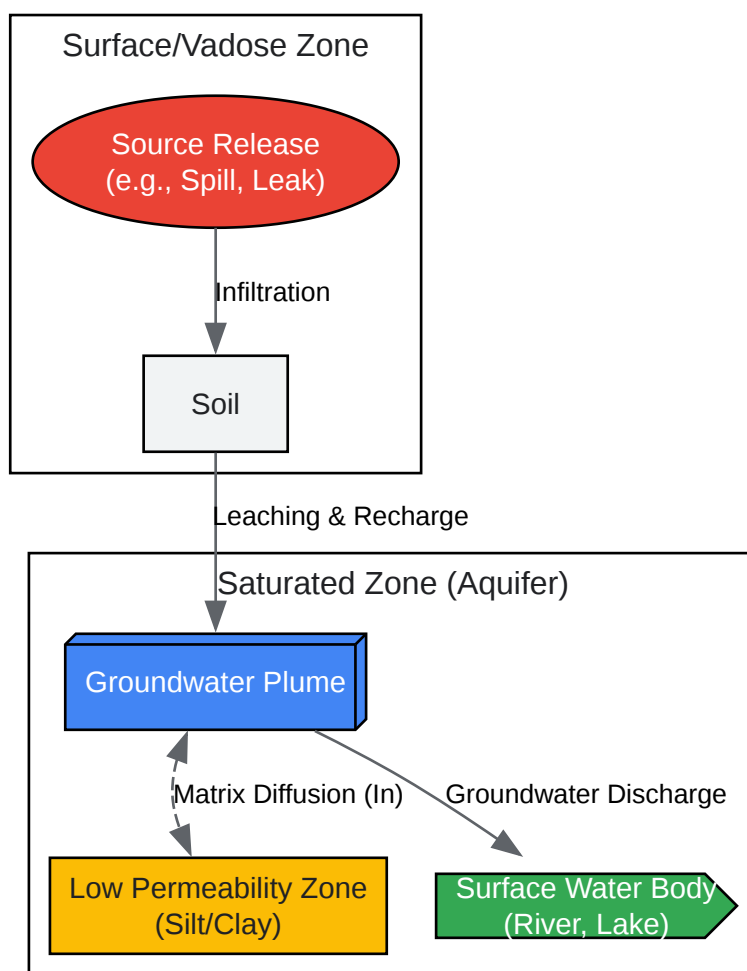 Surface/Vadose Zone
Source Release
(e.g., Spill, Leak)
Infiltration
Soil
Leaching & Recharge
Saturated Zone (Aquifer)
Groundwater Plume
Matrix Diffusion (In)
Groundwater Discharge
Low Permeability Zone
(Silt/Clay)
Surface Water Body
(River, Lake)